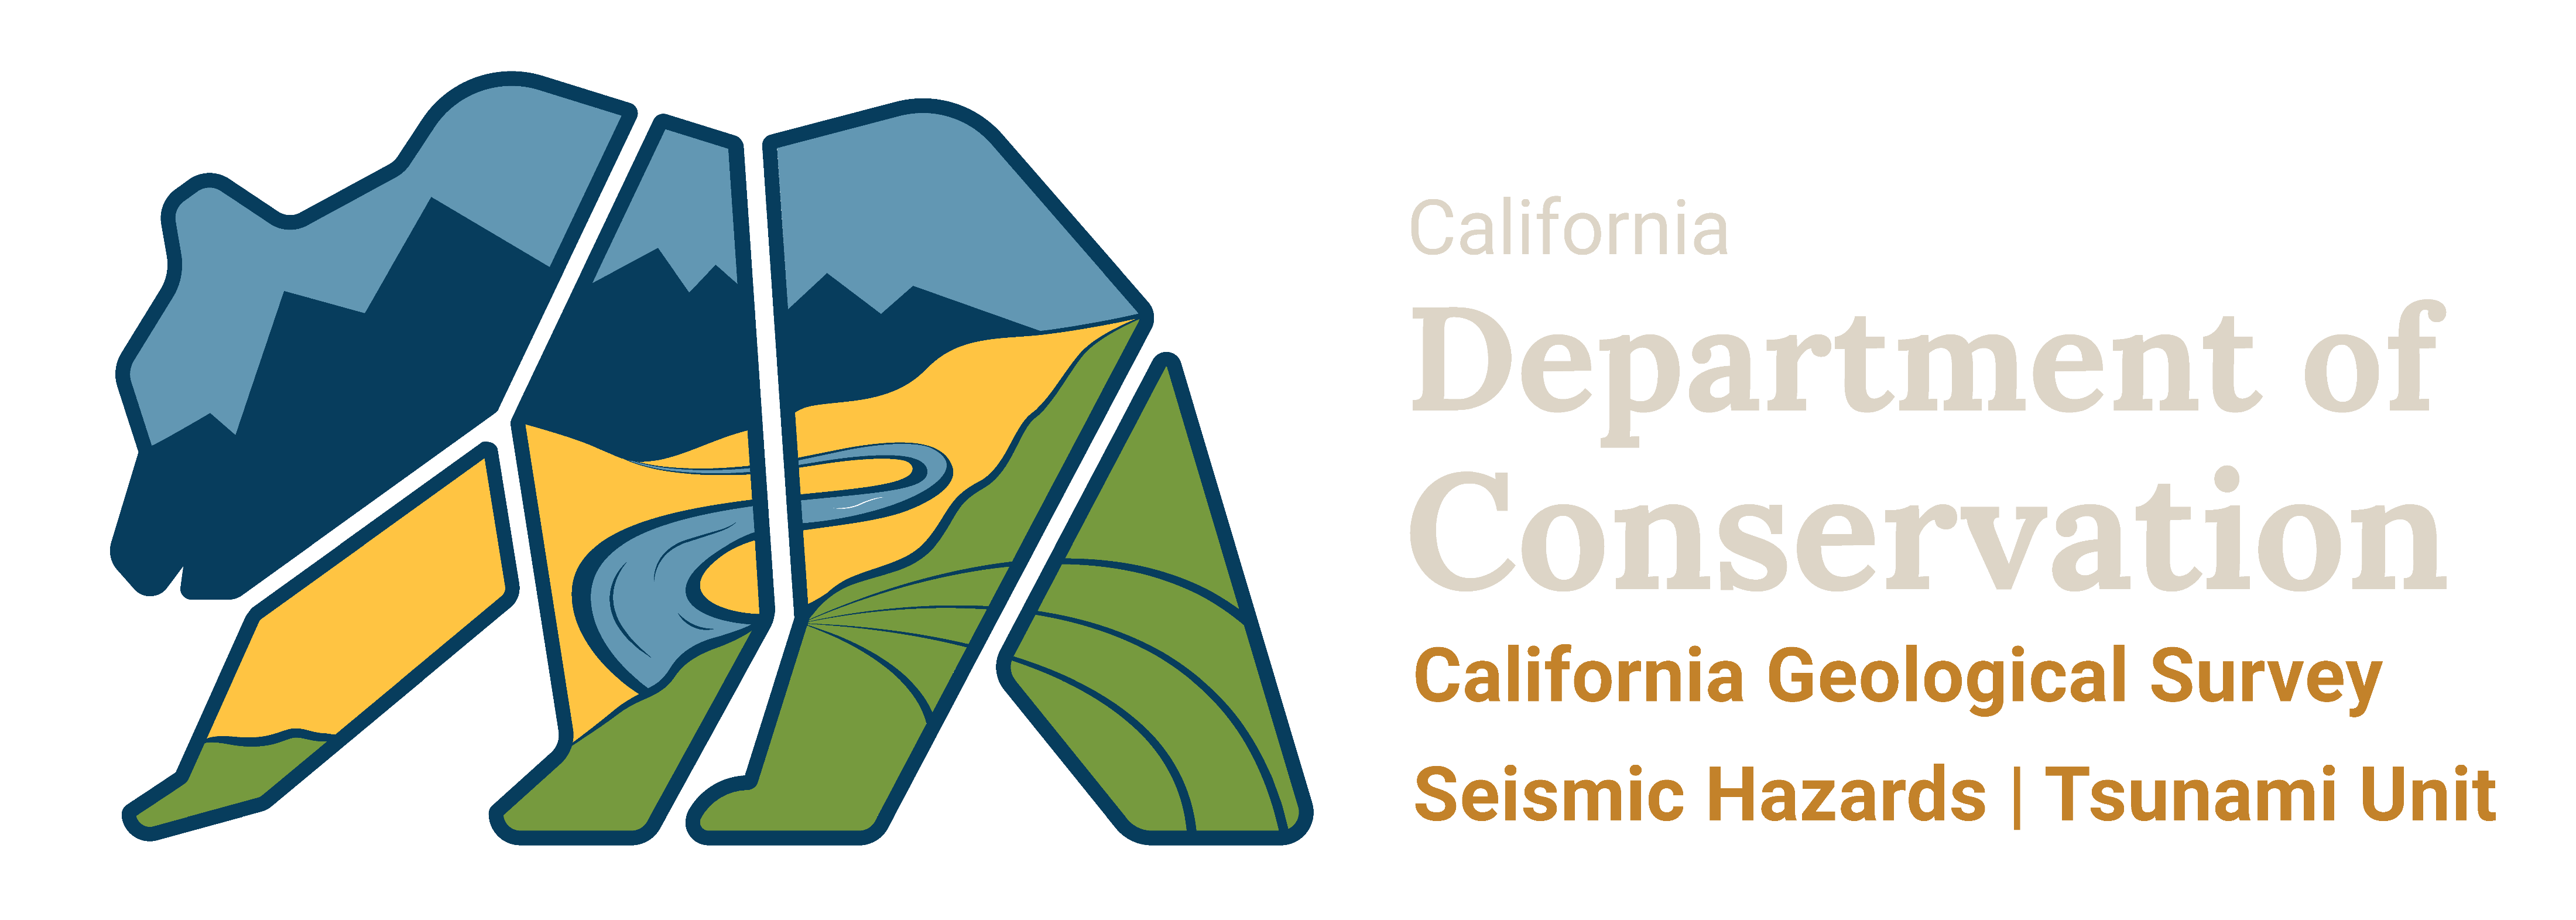 California
Department of
Conservation
California Geological Survey
Seismic Hazards | Tsunami Unit